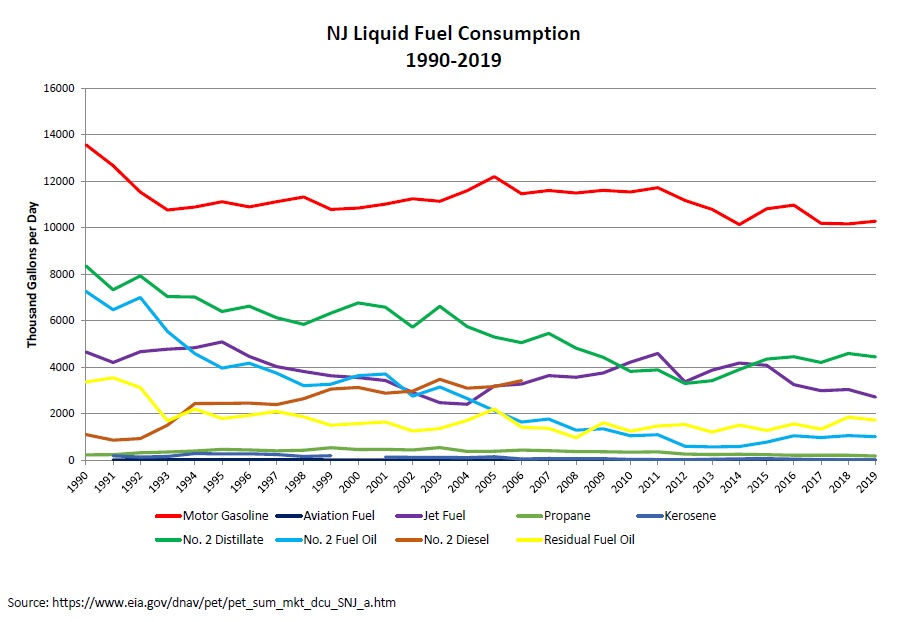 NJ Liquid Fuel Consumption
1990-2019
Thousand Gallons per Day
16000
14000
12000
10000
8000
6000
4000
2000
0
1990 1991 1992 1993 1994 1995 1996 1997 1998 1999 2000 2001 2002 2003 2004 2005 2006 2007 2008 2009 2010 2011 2012 2013 2014 2015 2016 2017 2018 2019
Motor Gasoline Aviation Fuel Jet Fuel Propane Kerosene
No. 2 Distillate No. 2 Fuel Oil No. 2 Diesel Residual Fuel Oil
Source: https://www.eia.gov/dnav/pet/pet_sum_mkt_dcu_SNJ_a.htm